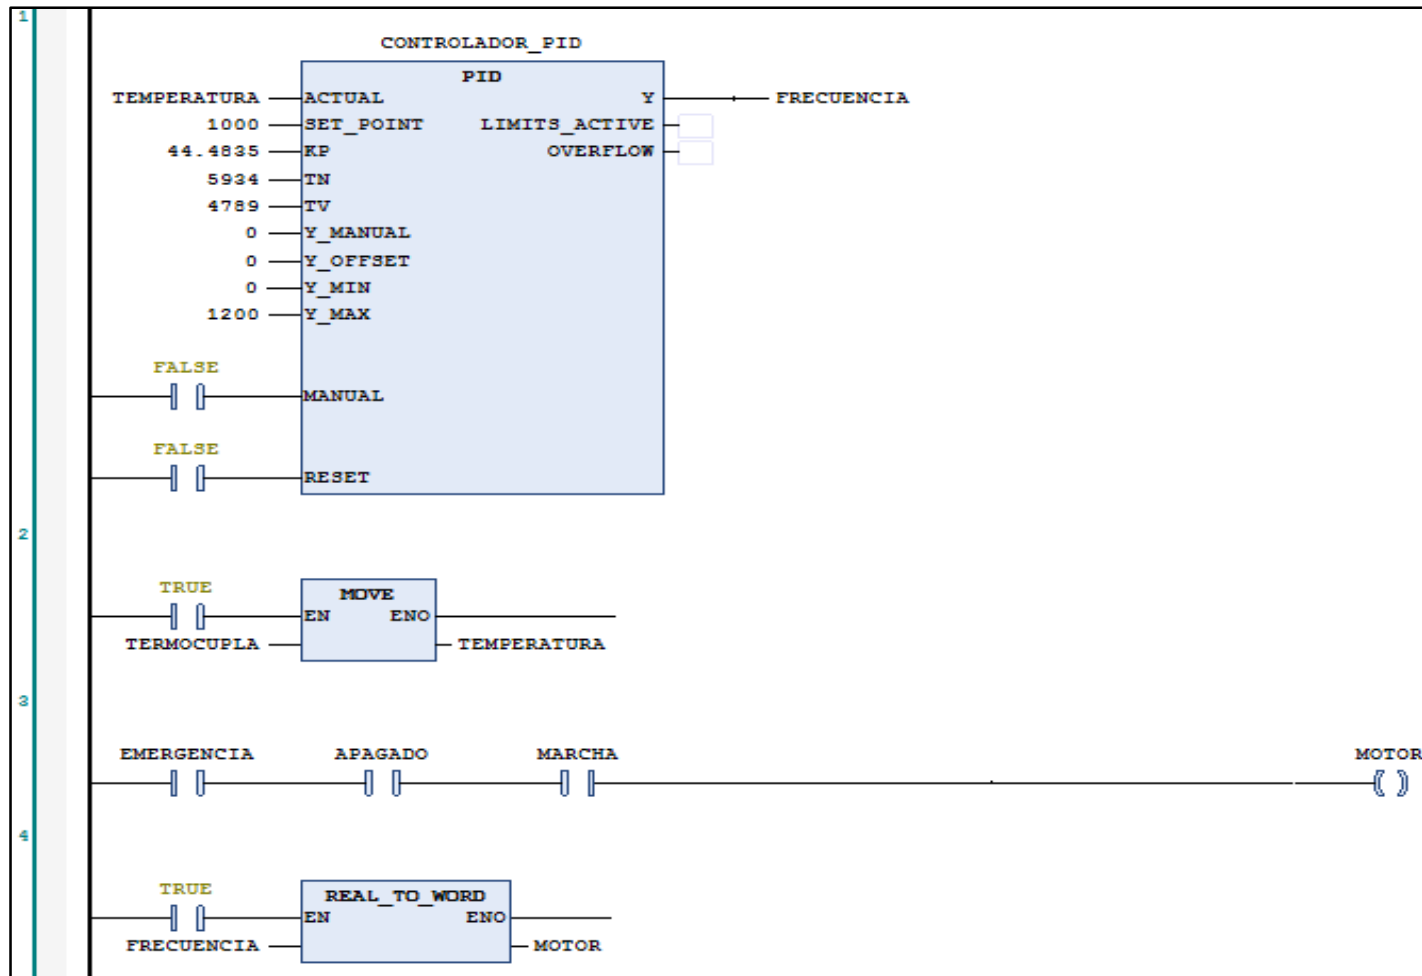 1
CONTROLADOR_PID
PID
TEMPERATURA ACTUAL Y FRECUENCIA
1000 SET_POINT LIMITS_ACTIVE
44.4835 KP OVERFLOW
5934 TN
4789 TV
0 Y_MANUAL
0 Y_OFFSET
0 Y_MIN
1200 Y_MAX
FALSE
MANUAL
FALSE
RESET
2
TRUE MOVE
EN ENO
TERMOCUPLA TEMPERATURA
3
EMERGENCIA APAGADO MARCHA MOTOR
4
TRUE REAL_TO_WORD
EN ENO
FRECUENCIA MOTOR